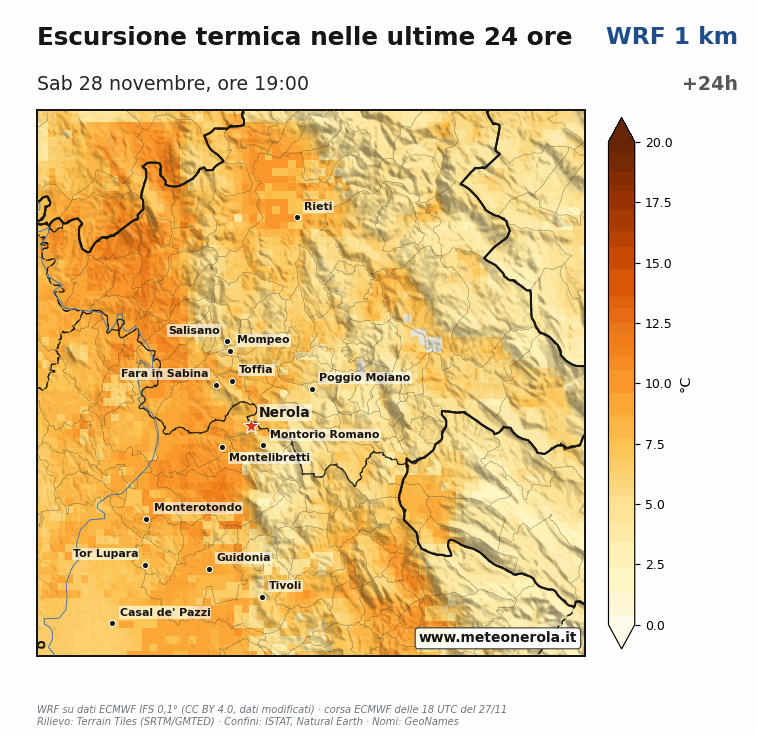 Escursione termica nelle ultime 24 ore WRF 1 km
Sab 28 novembre, ore 19:00 +24h
Rieti
Salisano
Mompeo
Fara in Sabina
Toffia
Poggio Moiano
Nerola
Montorio Romano
Montelibretti
Monterotondo
Tor Lupara
Guidonia
Tivoli
Casal de' Pazzi
www.meteonerola.it
20.0
17.5
15.0
12.5
10.0
7.5
5.0
2.5
0.0
°C
WRF su dati ECMWF IFS 0,1° (CC BY 4.0, dati modificati) · corsa ECMWF delle 18 UTC del 27/11
Rilievo: Terrain Tiles (SRTM/GMTED) · Confini: ISTAT, Natural Earth · Nomi: GeoNames